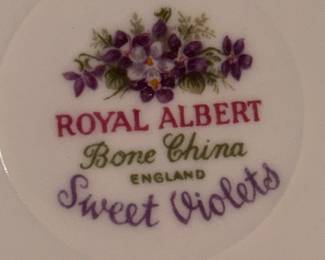 ROYAL ALBERT
Bone China
ENGLAND
Sweet Violets